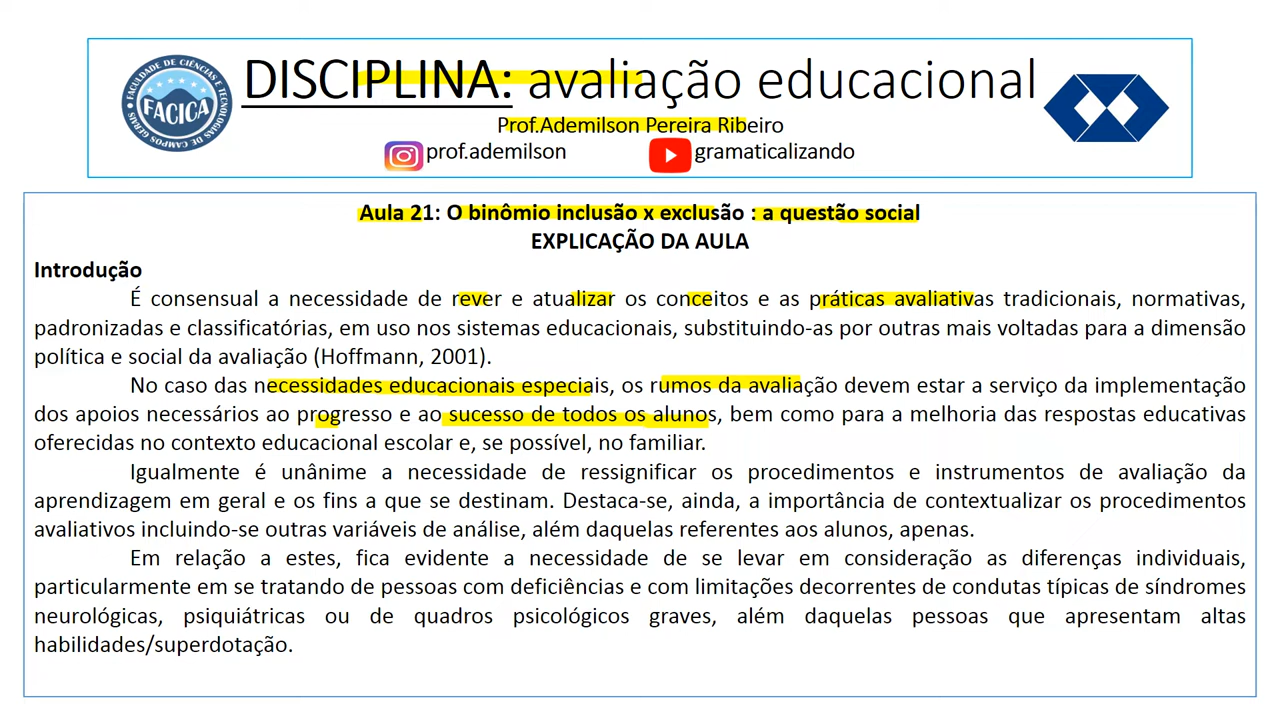 FACULDADE DE CIÊNCIAS E TECNOLOGIAS DE CAMPOS GERAIS
FACICA
DISCIPLINA: avaliação educacional
Prof.Ademilson Pereira Ribeiro
prof.ademilson
gramaticalizando
Aula 21: O binômio inclusão x exclusão : a questão social
EXPLICAÇÃO DA AULA
Introdução
É consensual a necessidade de rever e atualizar os conceitos e as práticas avaliativas tradicionais, normativas,
padronizadas e classificatórias, em uso nos sistemas educacionais, substituindo-as por outras mais voltadas para a dimensão
política e social da avaliação (Hoffmann, 2001).
No caso das necessidades educacionais especiais, os rumos da avaliação devem estar a serviço da implementação
dos apoios necessários ao progresso e ao sucesso de todos os alunos, bem como para a melhoria das respostas educativas
oferecidas no contexto educacional escolar e, se possível, no familiar.
Igualmente é unânime a necessidade de ressignificar os procedimentos e instrumentos de avaliação da
aprendizagem em geral e os fins a que se destinam. Destaca-se, ainda, a importância de contextualizar os procedimentos
avaliativos incluindo-se outras variáveis de análise, além daquelas referentes aos alunos, apenas.
Em relação a estes, fica evidente a necessidade de se levar em consideração as diferenças individuais,
particularmente em se tratando de pessoas com deficiências e com limitações decorrentes de condutas típicas de síndromes
neurológicas, psiquiátricas ou de quadros psicológicos graves, além daquelas pessoas que apresentam altas
habilidades/superdotação.